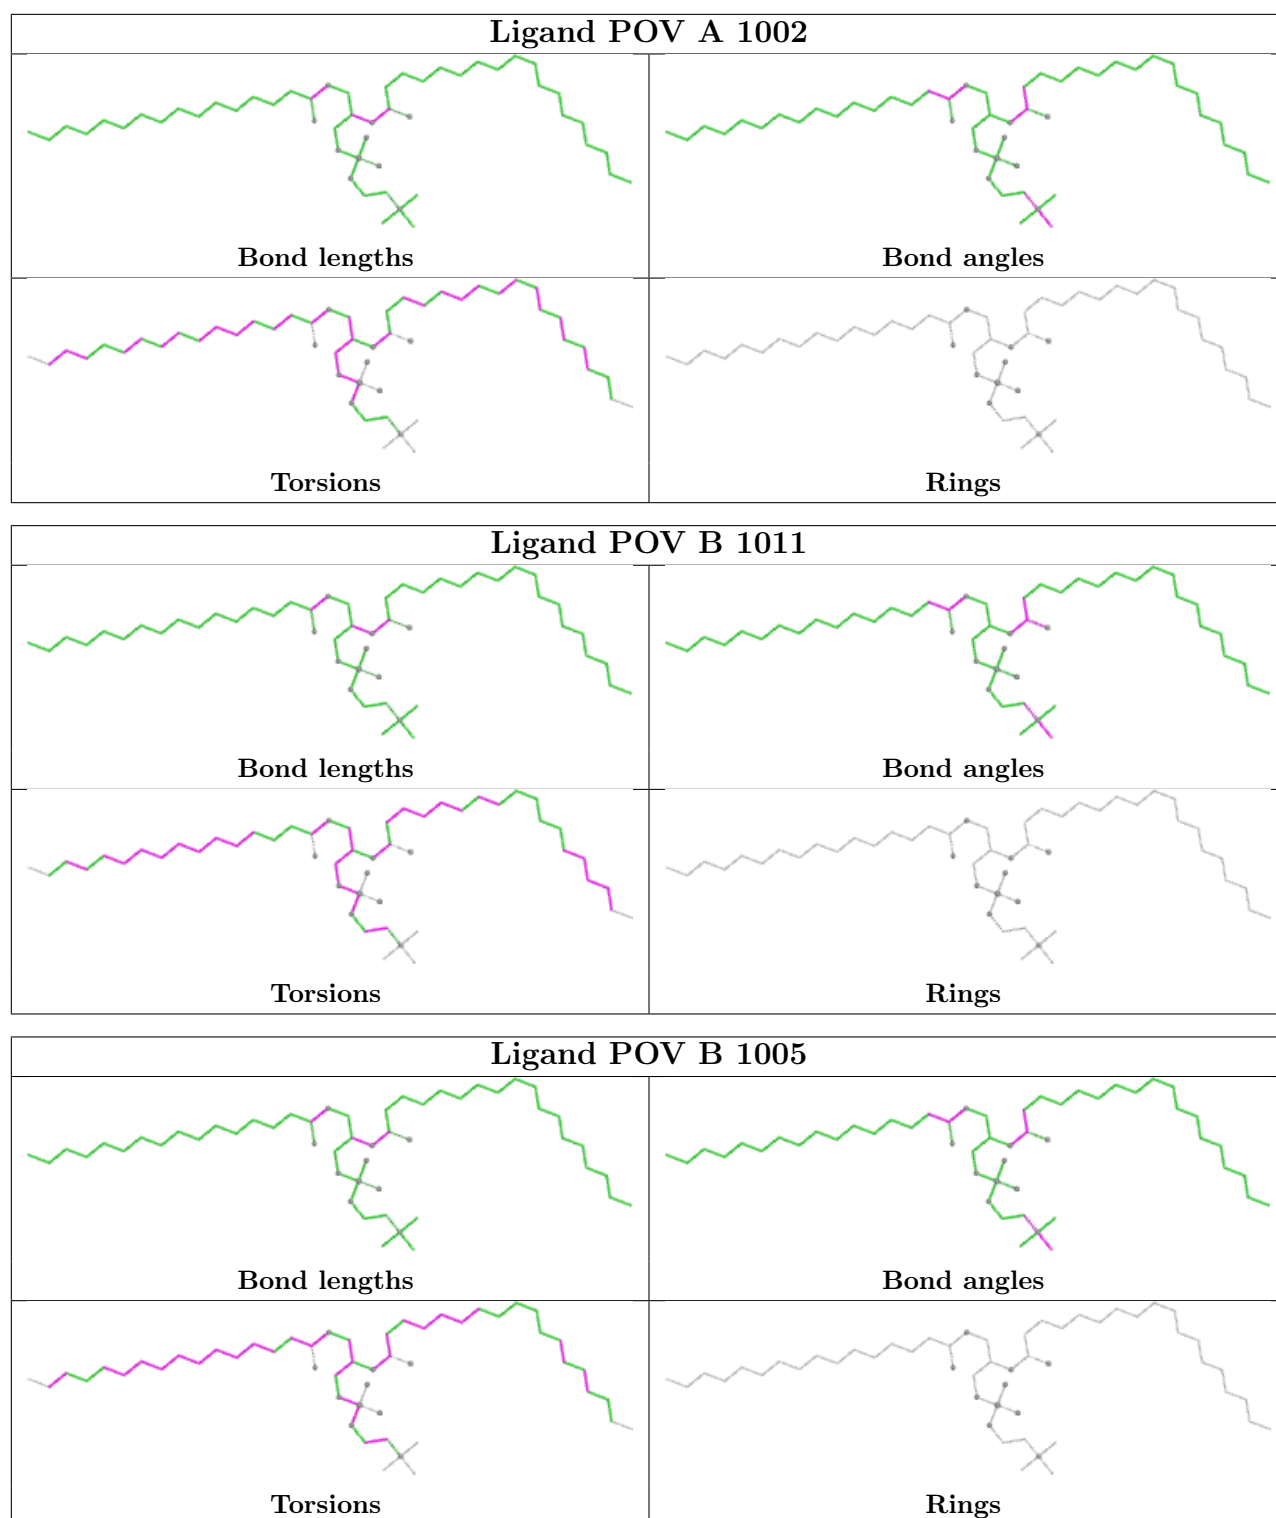 Ligand POV A 1002
Bond lengths
Bond angles
Torsions
Rings
Ligand POV B 1011
Bond lengths
Bond angles
Torsions
Rings
Ligand POV B 1005
Bond lengths
Bond angles
Torsions
Rings